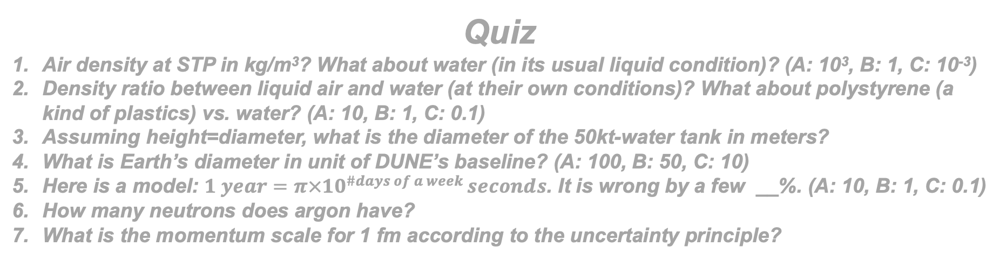 Quiz
1. Air density at STP in kg/m³? What about water (in its usual liquid condition)? (A: 10³, B: 1, C: 10⁻³)
2. Density ratio between liquid air and water (at their own conditions)? What about polystyrene (a
kind of plastics) vs. water? (A: 10, B: 1, C: 0.1)
3. Assuming height=diameter, what is the diameter of the 50kt-water tank in meters?
4. What is Earth's diameter in unit of DUNE's baseline? (A: 100, B: 50, C: 10)
5. Here is a model: 1 year = π×10^#days of a week seconds. It is wrong by a few __%. (A: 10, B: 1, C: 0.1)
6. How many neutrons does argon have?
7. What is the momentum scale for 1 fm according to the uncertainty principle?